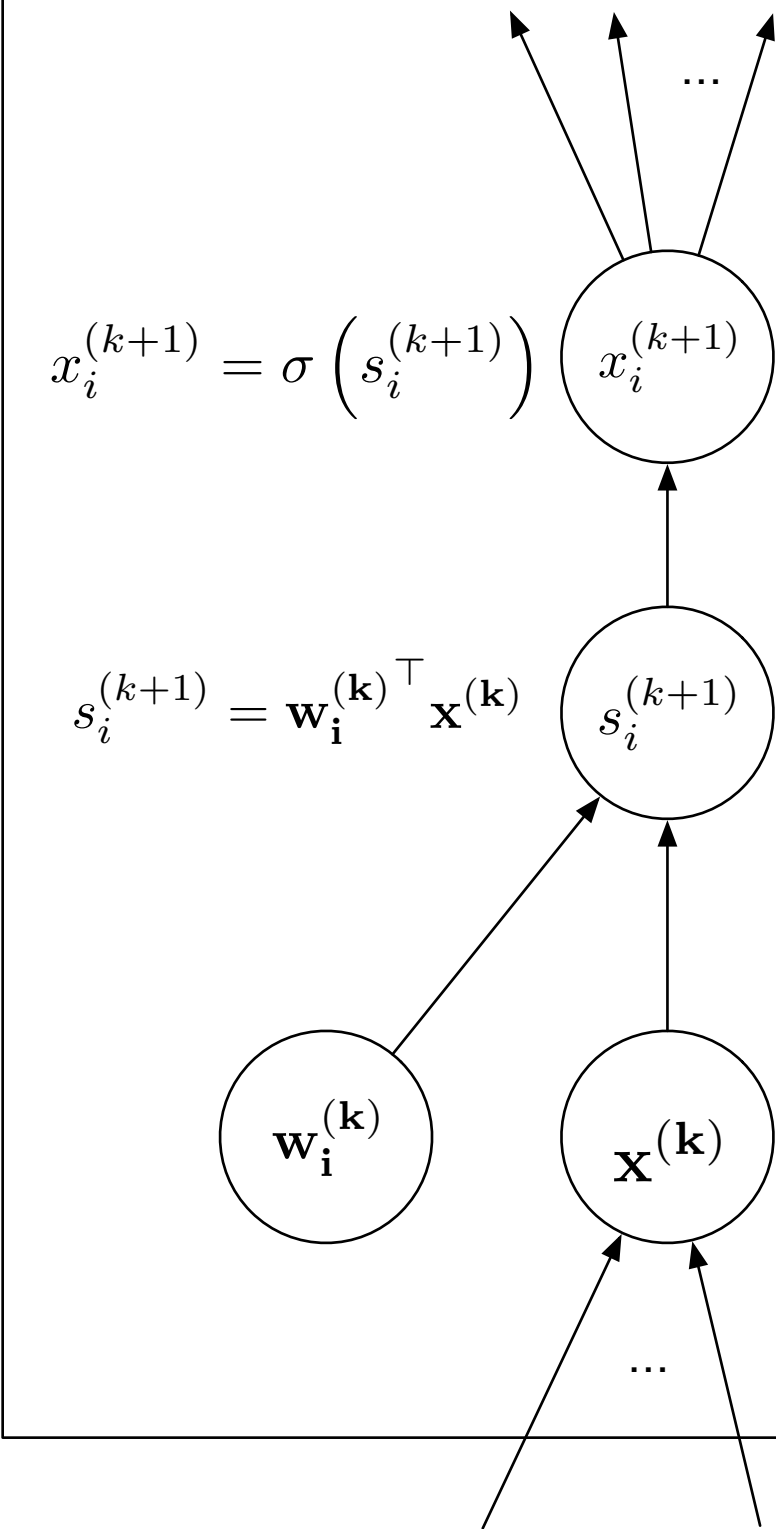 ...
x_i^{(k+1)} = σ(s_i^{(k+1)}) x_i^{(k+1)}
s_i^{(k+1)} = 𝐰_𝐢^{(𝐤)⊤} 𝐱^{(𝐤)} s_i^{(k+1)}
𝐰_𝐢^{(𝐤)} 𝐱^{(𝐤)}
...